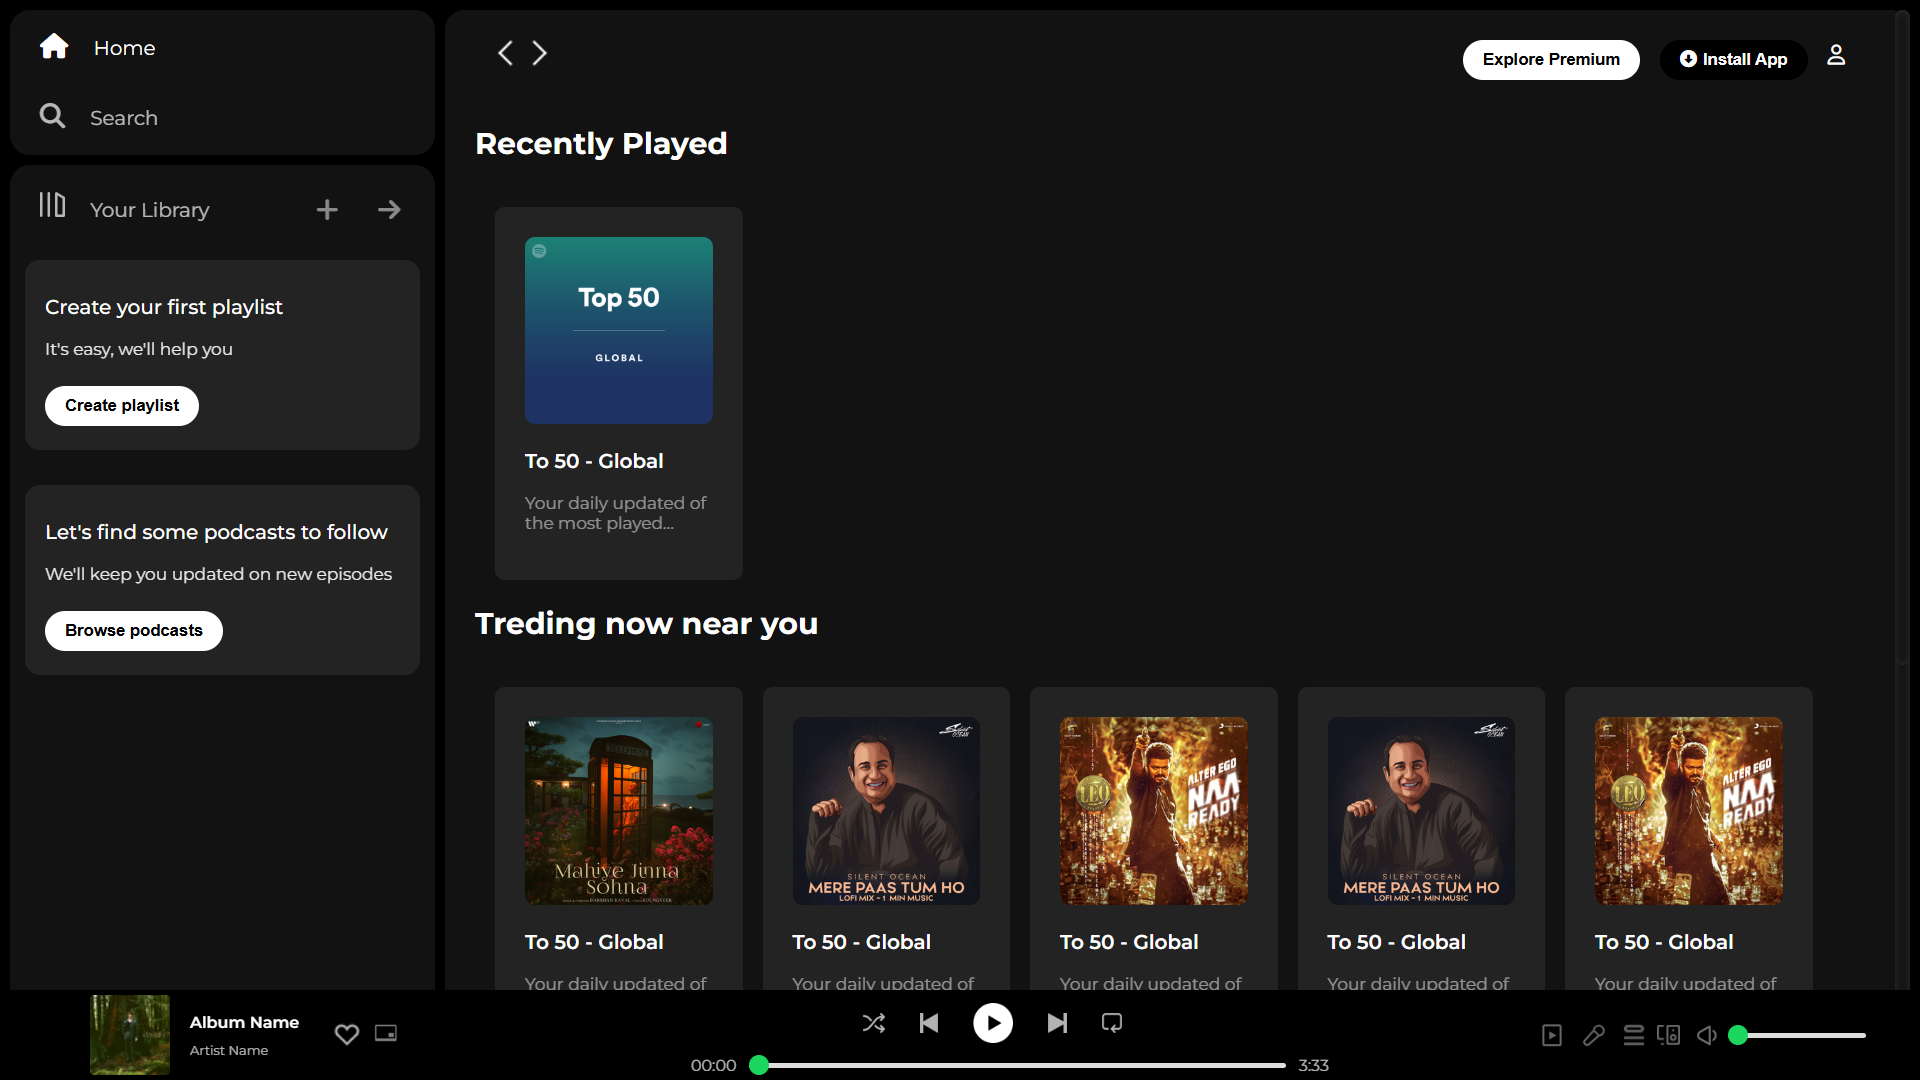 Home
Search
Your Library
Create your first playlist
It's easy, we'll help you
Create playlist
Let's find some podcasts to follow
We'll keep you updated on new episodes
Browse podcasts
Explore Premium
Install App
Recently Played
Top 50
GLOBAL
To 50 - Global
Your daily updated of
the most played...
Treding now near you
TELEPHONE
Mahiye Jinna
Sohna
DARSHAN RAVAL
To 50 - Global
Your daily updated of
Silent
OCEAN
SILENT OCEAN
MERE PAAS TUM HO
LOFI MIX - 1 MIN MUSIC
To 50 - Global
Your daily updated of
LEO
ALTER EGO
NAA
READY
To 50 - Global
Your daily updated of
Silent
OCEAN
SILENT OCEAN
MERE PAAS TUM HO
LOFI MIX - 1 MIN MUSIC
To 50 - Global
Your daily updated of
LEO
ALTER EGO
NAA
READY
To 50 - Global
Your daily updated of
Album Name
Artist Name
00:00
3:33